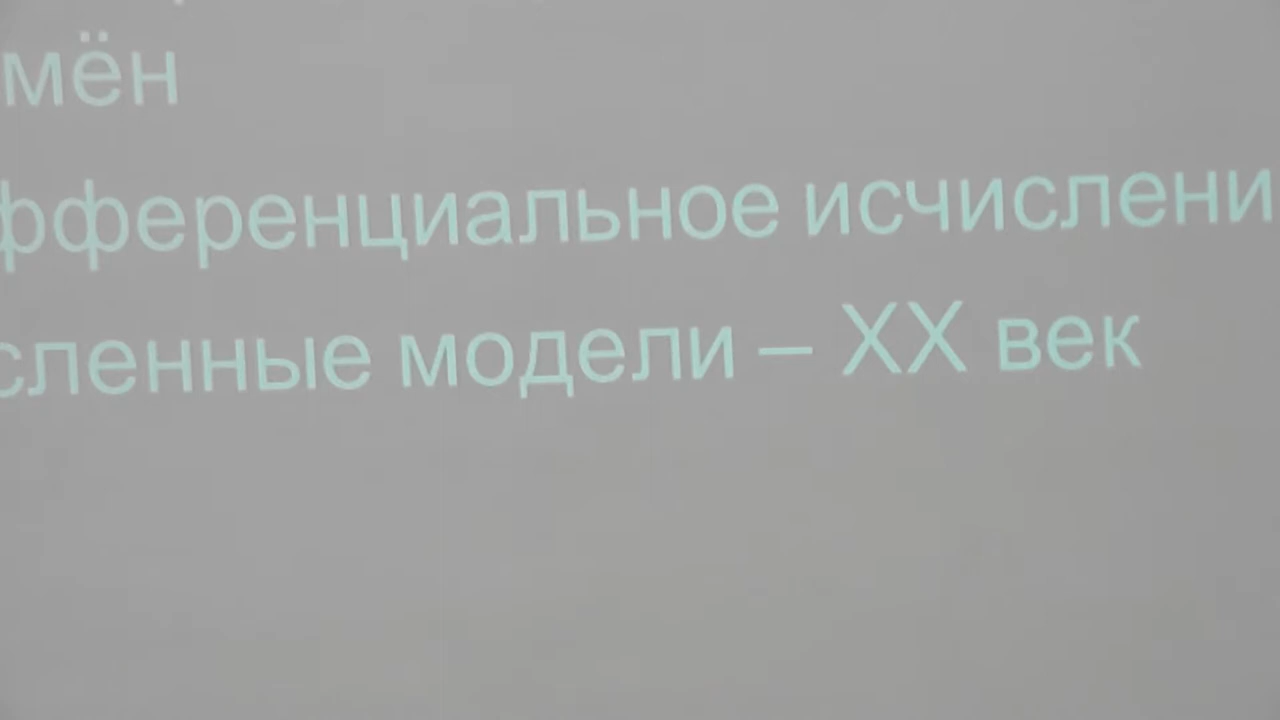 мён
фференциальное исчислени
сленные модели – XX век